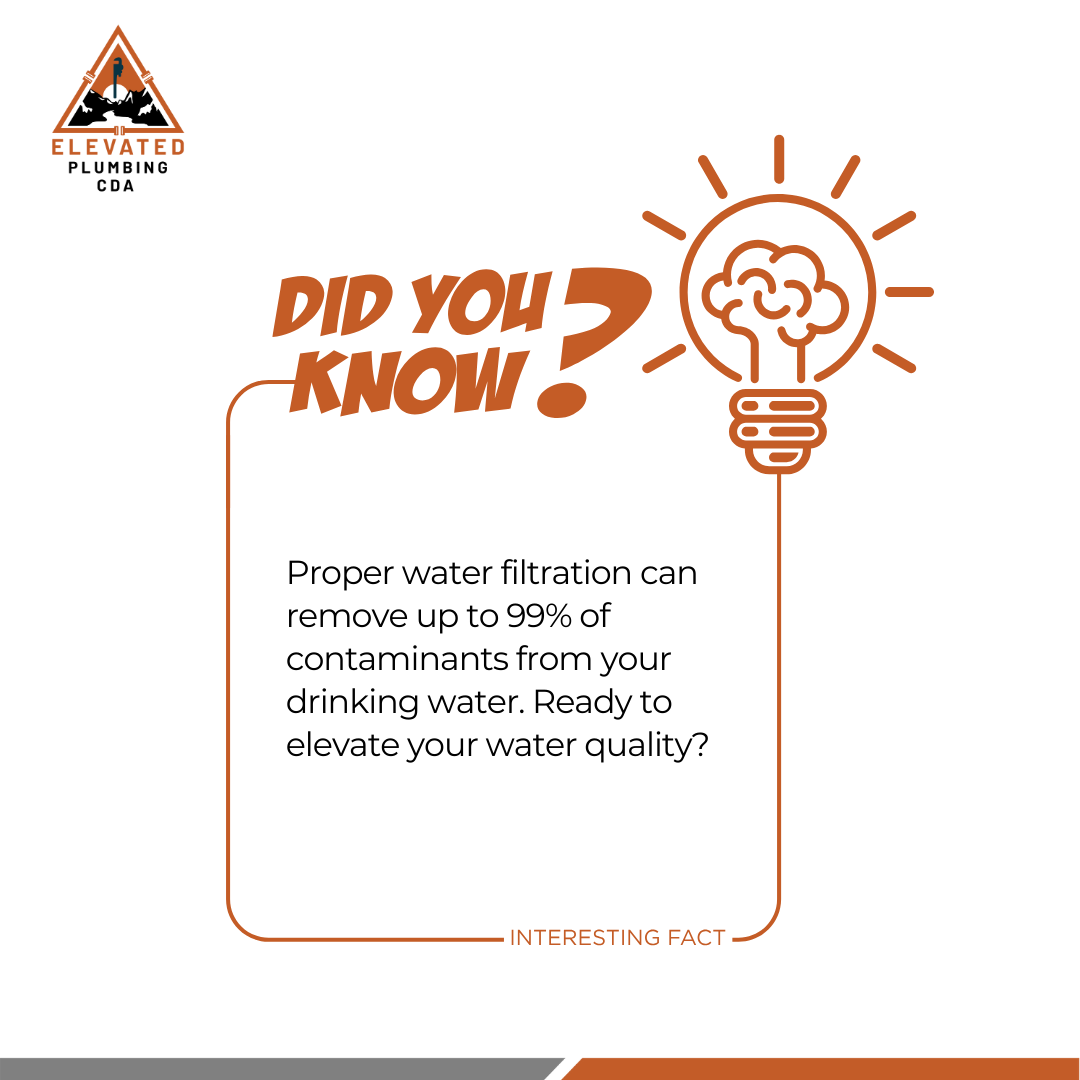 ELEVATED
PLUMBING
CDA
DID YOU
KNOW?
Proper water filtration can
remove up to 99% of
contaminants from your
drinking water. Ready to
elevate your water quality?
INTERESTING FACT